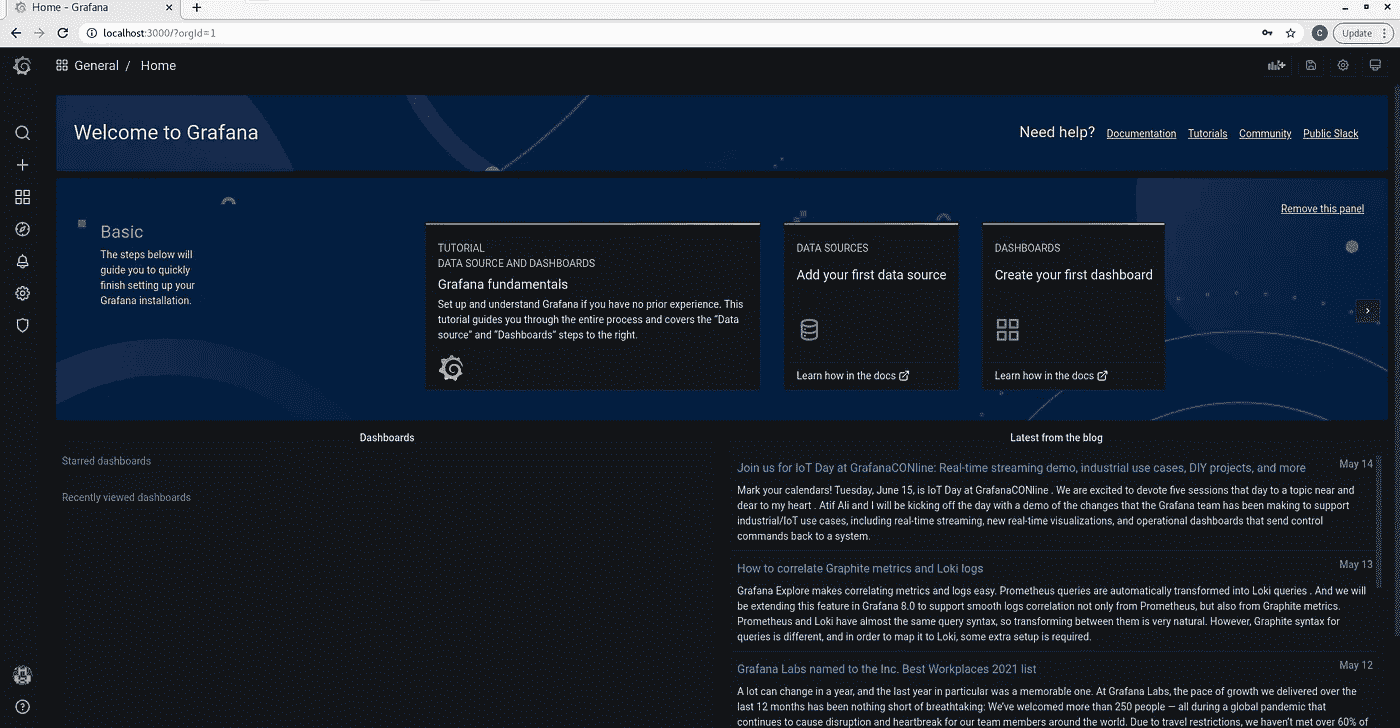 Home - Grafana
localhost:3000/?orgId=1
C
Update
General / Home
Welcome to Grafana
Need help? Documentation Tutorials Community Public Slack
Remove this panel
Basic
The steps below will
guide you to quickly
finish setting up your
Grafana installation.
TUTORIAL
DATA SOURCE AND DASHBOARDS
Grafana fundamentals
Set up and understand Grafana if you have no prior experience. This
tutorial guides you through the entire process and covers the “Data
source” and “Dashboards” steps to the right.
DATA SOURCES
Add your first data source
Learn how in the docs
DASHBOARDS
Create your first dashboard
Learn how in the docs
Dashboards
Starred dashboards
Recently viewed dashboards
Latest from the blog
Join us for IoT Day at GrafanaCONline: Real-time streaming demo, industrial use cases, DIY projects, and more
May 14
Mark your calendars! Tuesday, June 15, is IoT Day at GrafanaCONline . We are excited to devote five sessions that day to a topic near and
dear to my heart . Atif Ali and I will be kicking off the day with a demo of the changes that the Grafana team has been making to support
industrial/IoT use cases, including real-time streaming, new real-time visualizations, and operational dashboards that send control
commands back to a system.
How to correlate Graphite metrics and Loki logs
May 13
Grafana Explore makes correlating metrics and logs easy. Prometheus queries are automatically transformed into Loki queries . And we will
be extending this feature in Grafana 8.0 to support smooth logs correlation not only from Prometheus, but also from Graphite metrics.
Prometheus and Loki have almost the same query syntax, so transforming between them is very natural. However, Graphite syntax for
queries is different, and in order to map it to Loki, some extra setup is required.
Grafana Labs named to the Inc. Best Workplaces 2021 list
May 12
A lot can change in a year, and the last year in particular was a memorable one. At Grafana Labs, the pace of growth we delivered over the
last 12 months has been nothing short of breathtaking: We’ve welcomed more than 250 people — all during a global pandemic that
continues to cause disruption and heartbreak for our team members around the world. Due to travel restrictions, we haven’t met over 60% of